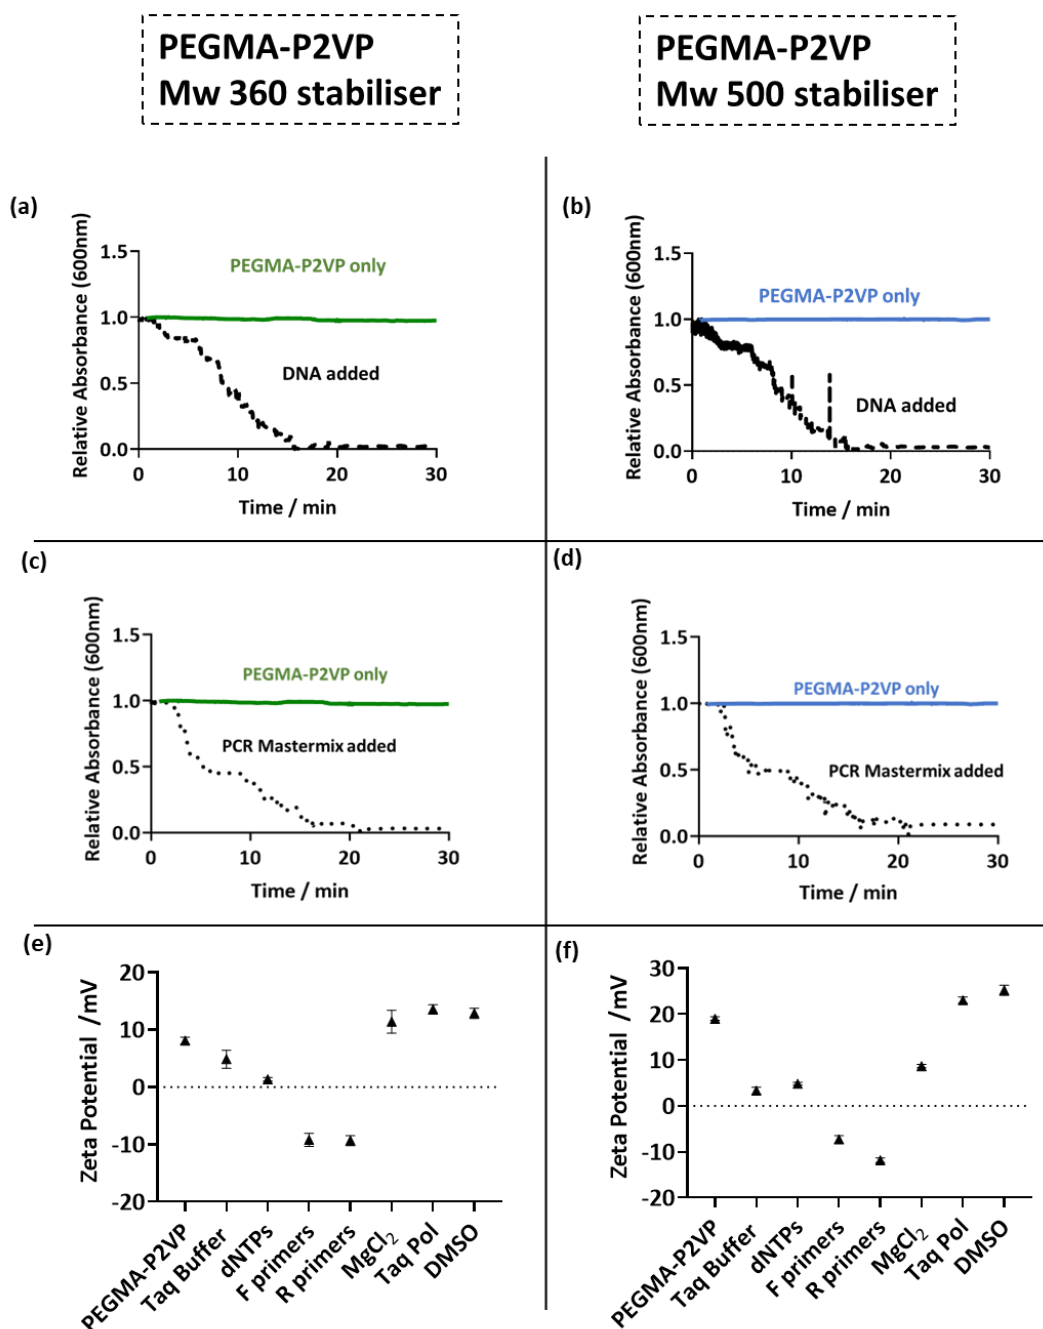 PEGMA-P2VP
Mw 360 stabiliser
PEGMA-P2VP
Mw 500 stabiliser
(a)
Relative Absorbance (600nm)
1.5
1.0
0.5
0.0
PEGMA-P2VP only
DNA added
0
10
20
30
Time / min
(b)
Relative Absorbance (600nm)
1.5
1.0
0.5
0.0
PEGMA-P2VP only
DNA added
0
10
20
30
Time / min
(c)
Relative Absorbance (600nm)
1.5
1.0
0.5
0.0
PEGMA-P2VP only
PCR Mastermix added
0
10
20
30
Time / min
(d)
Relative Absorbance (600nm)
1.5
1.0
0.5
0.0
PEGMA-P2VP only
PCR Mastermix added
0
10
20
30
Time / min
(e)
Zeta Potential /mV
20
10
0
-10
-20
PEGMA-P2VP
Taq Buffer
dNTPs
F primers
R primers
MgCl₂
Taq Pol
DMSO
(f)
Zeta Potential /mV
30
20
10
0
-10
-20
PEGMA-P2VP
Taq Buffer
dNTPs
F primers
R primers
MgCl₂
Taq Pol
DMSO